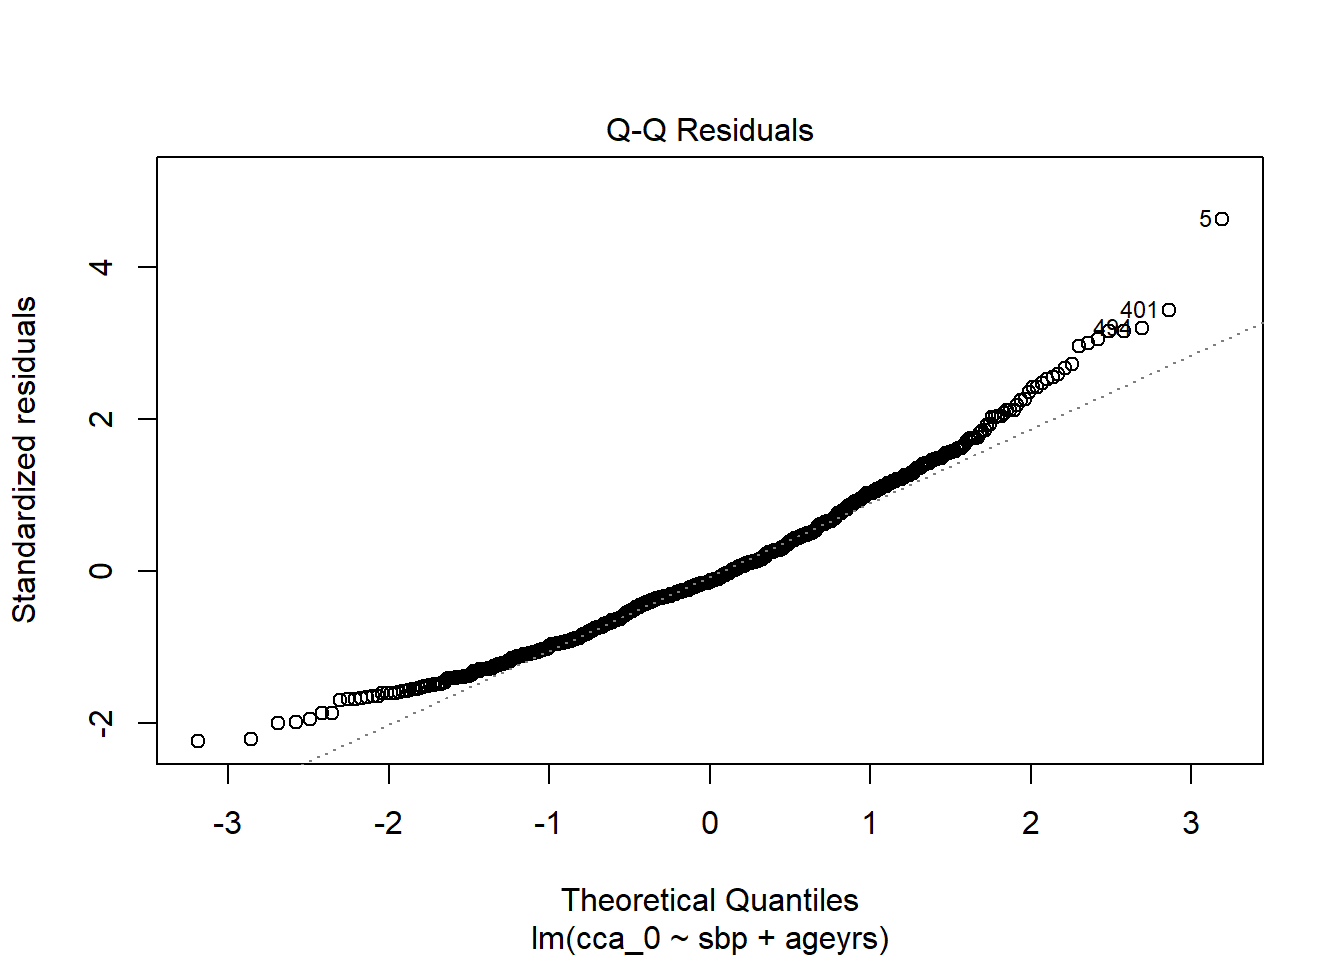 Q-Q Residuals
5
401
494
Standardized residuals
4
2
0
-2
-3 -2 -1 0 1 2 3
Theoretical Quantiles
lm(cca_0 ~ sbp + ageyrs)